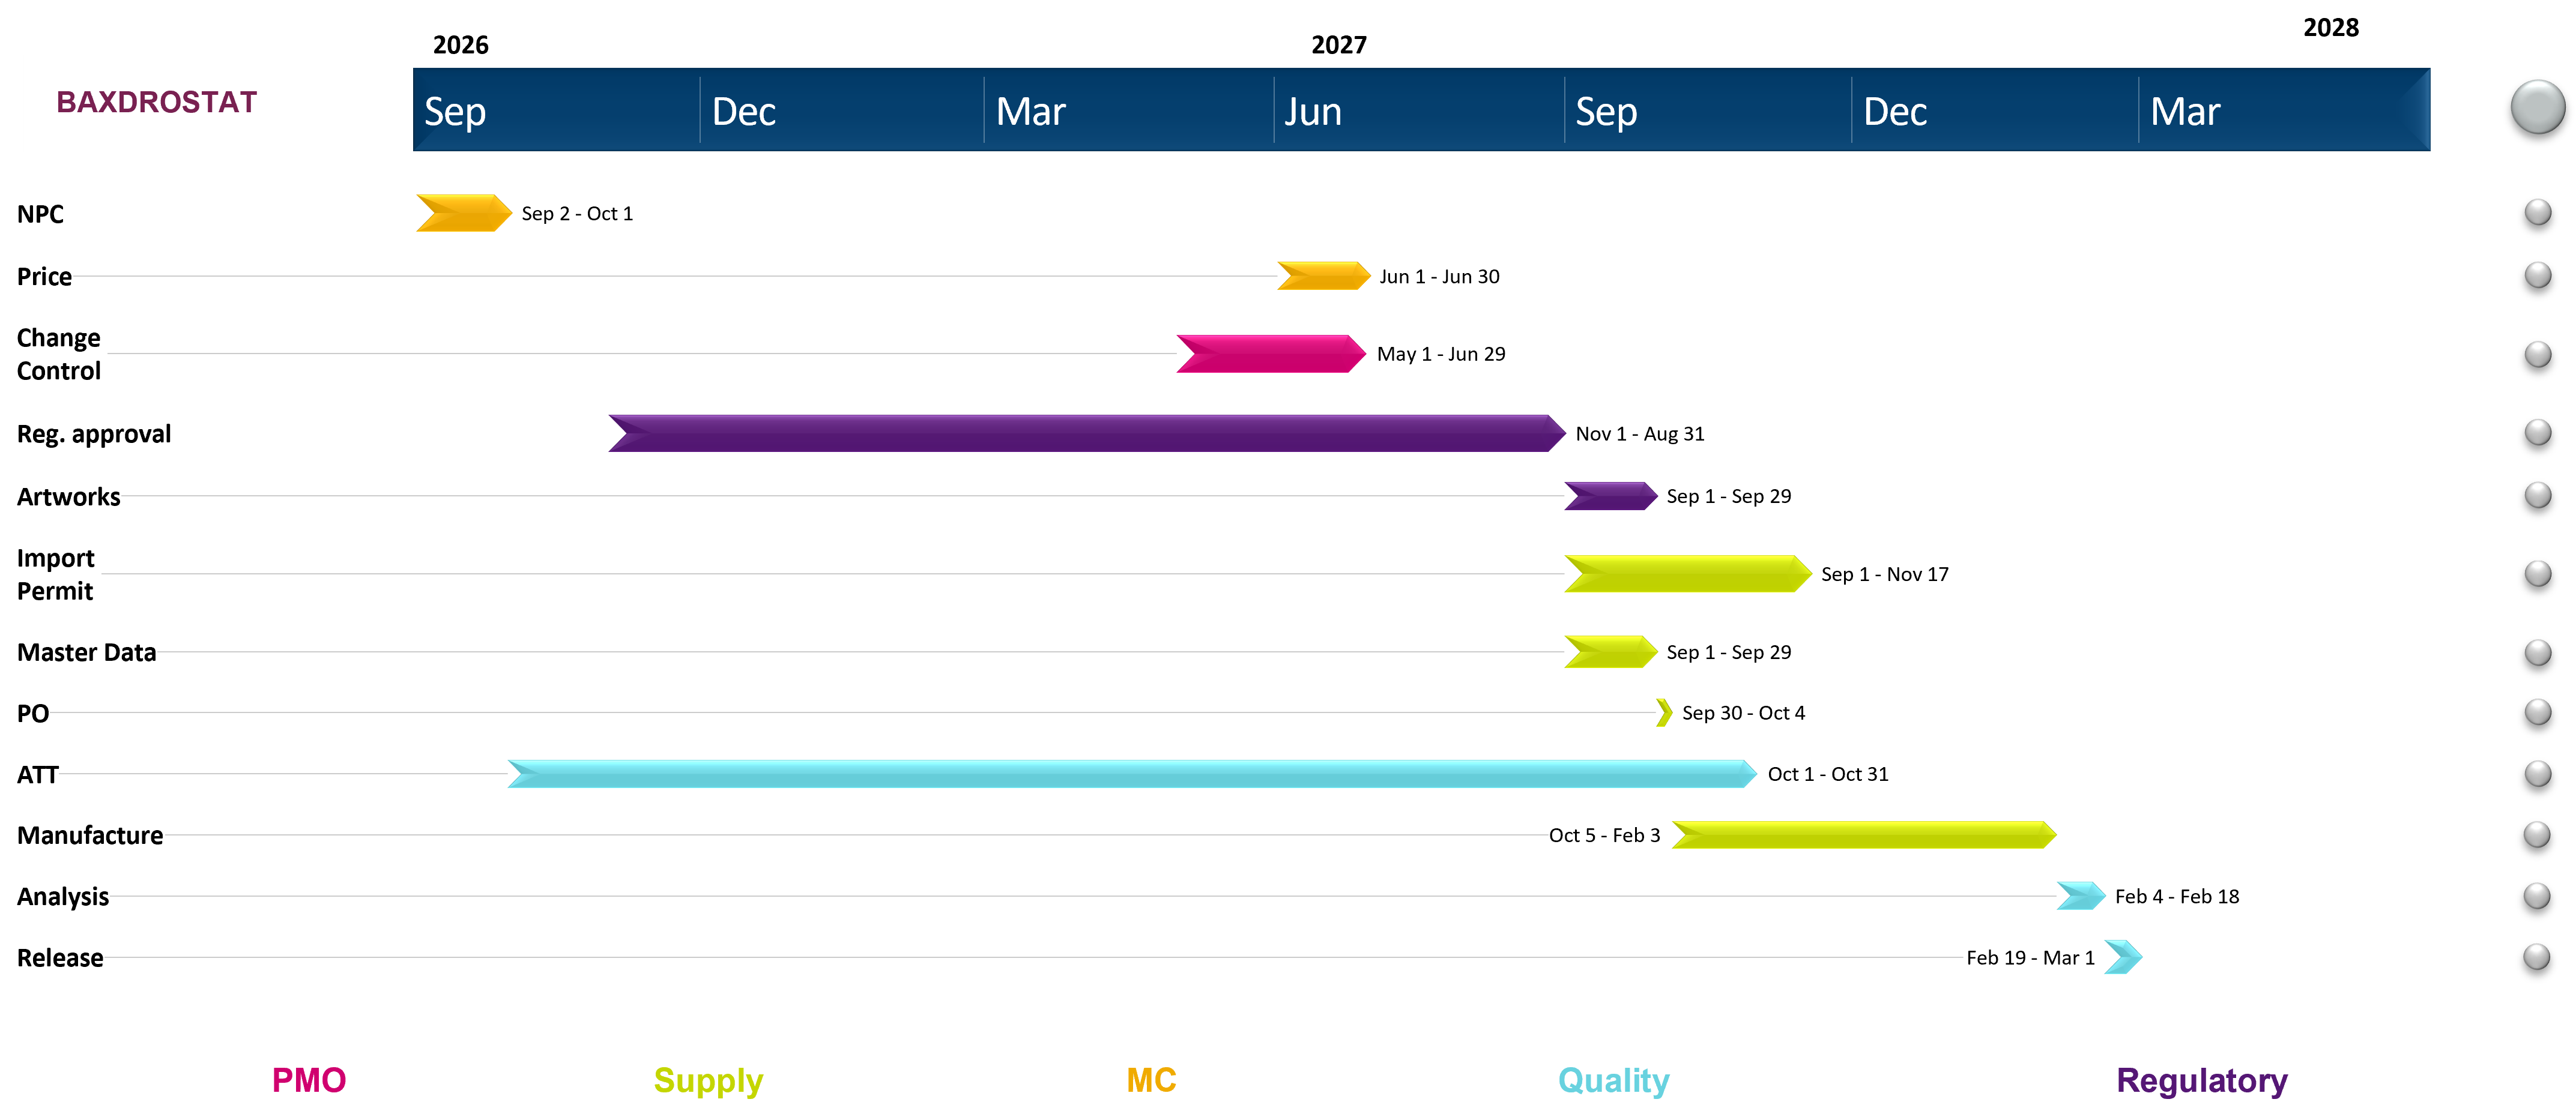 2026
2027
2028
BAXDROSTAT
Sep
Dec
Mar
Jun
Sep
Dec
Mar
NPC
Sep 2 - Oct 1
Price
Jun 1 - Jun 30
Change
Control
May 1 - Jun 29
Reg. approval
Nov 1 - Aug 31
Artworks
Sep 1 - Sep 29
Import
Permit
Sep 1 - Nov 17
Master Data
Sep 1 - Sep 29
PO
Sep 30 - Oct 4
ATT
Oct 1 - Oct 31
Manufacture
Oct 5 - Feb 3
Analysis
Feb 4 - Feb 18
Release
Feb 19 - Mar 1
PMO
Supply
MC
Quality
Regulatory